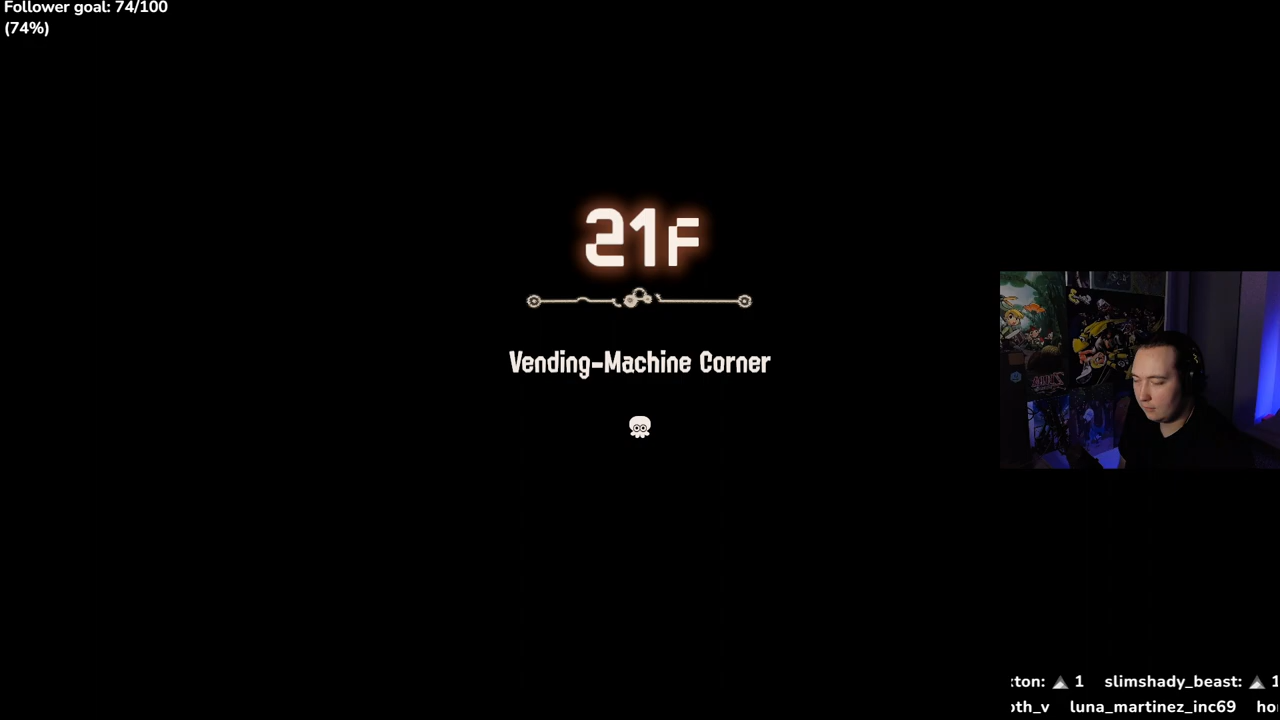 Follower goal: 74/100
(74%)
21F
Vending-Machine Corner
slimshady_beast: 1
luna_martinez_inc69